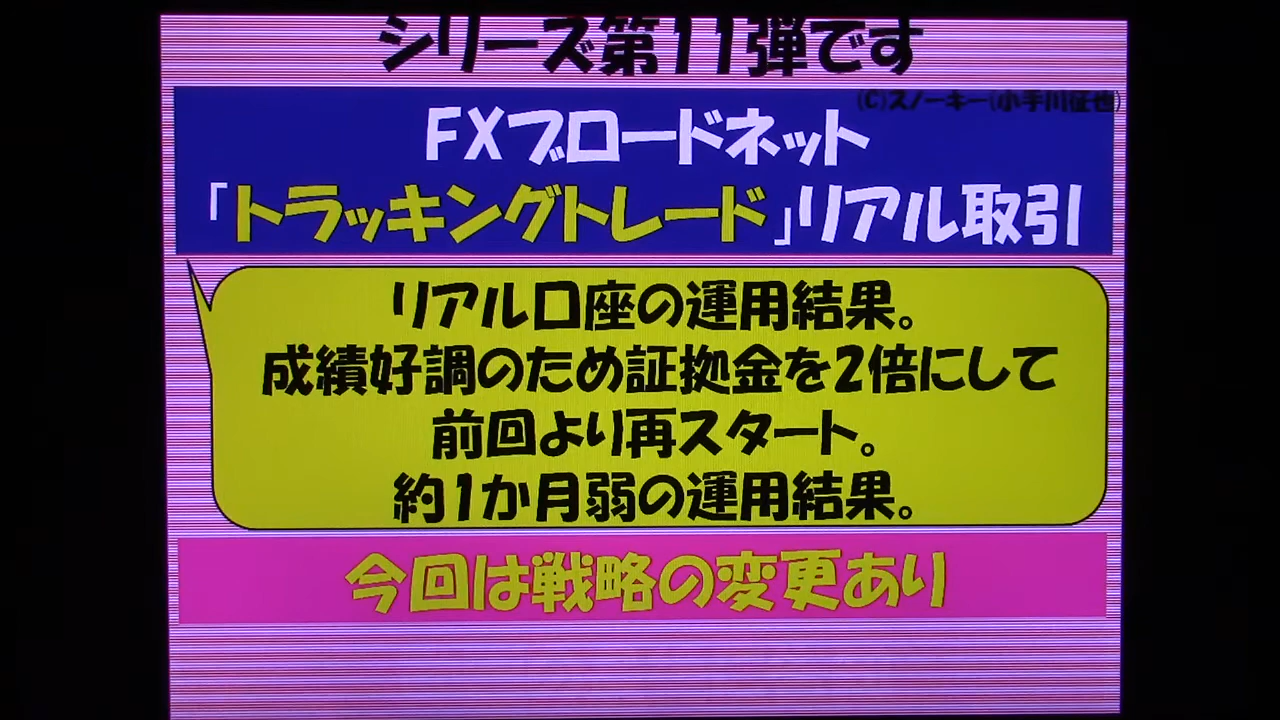 シリーズ第11弾です
(C)スノーキー(小手川征也)
FXブロードネット
「トラッキングトレード」リアル取引
リアル口座の運用結果。
成績好調のため証拠金を2倍にして
前回より再スタート。
約1か月弱の運用結果。
今回は戦略の変更あり